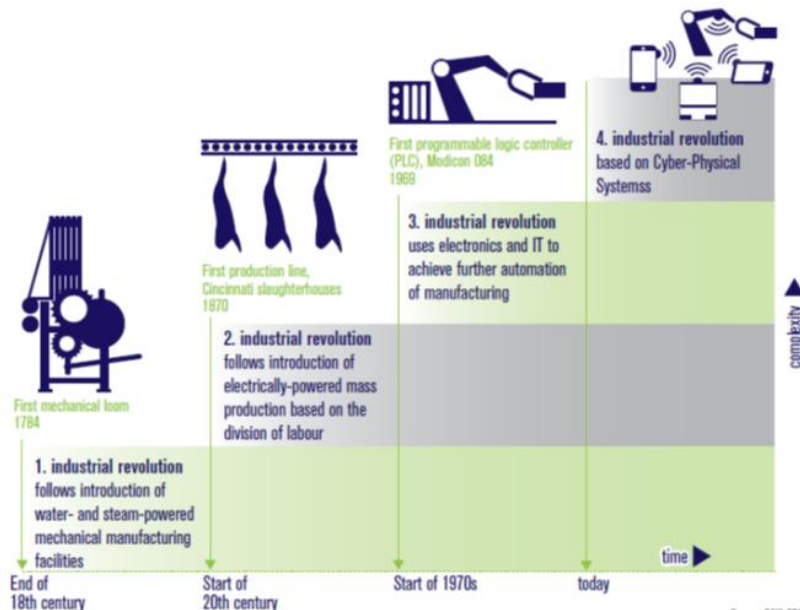 First mechanical loom
1784
1. industrial revolution
follows introduction of
water- and steam-powered
mechanical manufacturing
facilities
End of
18th century
First production line,
Cincinnati slaughterhouses
1870
2. industrial revolution
follows introduction of
electrically-powered mass
production based on the
division of labour
Start of
20th century
First programmable logic controller
(PLC), Modicon 084
1969
3. industrial revolution
uses electronics and IT to
achieve further automation
of manufacturing
Start of 1970s
4. industrial revolution
based on Cyber-Physical
Systemss
today
time
complexity